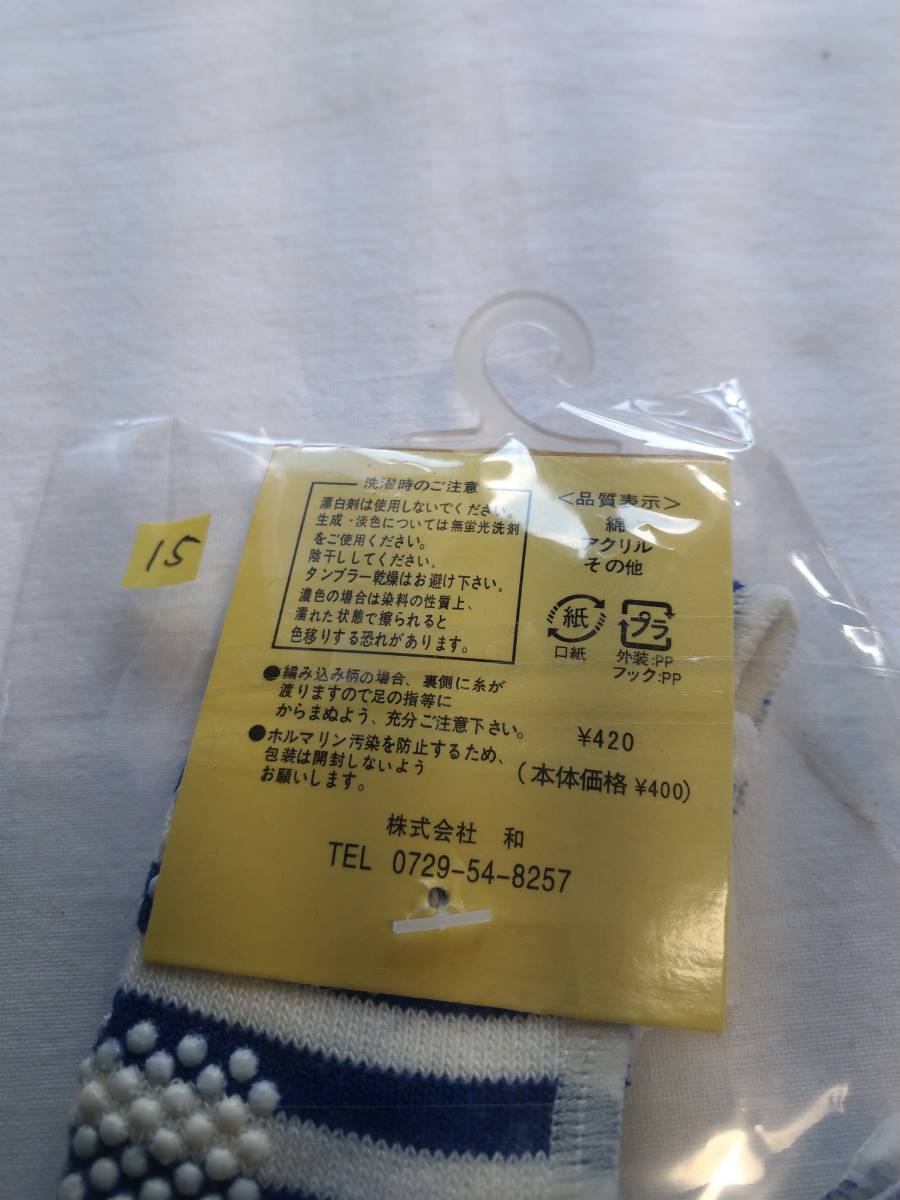 15
洗濯時のご注意
漂白剤は使用しないでください。
生成・淡色については無蛍光洗剤
をご使用ください。
陰干ししてください。
タンブラー乾燥はお避け下さい。
濃色の場合は染料の性質上、
濡れた状態で擦られると
色移りする恐れがあります。
●編み込み柄の場合、裏側に糸が
渡りますので足の指等に
からまぬよう、充分ご注意下さい。
●ホルマリン汚染を防止するため、
包装は開封しないよう
お願いします。
<品質表示>
綿
アクリル
その他
紙
口紙
プラ
外装:PP
フック:PP
¥420
(本体価格 ¥400)
株式会社 和
TEL 0729-54-8257